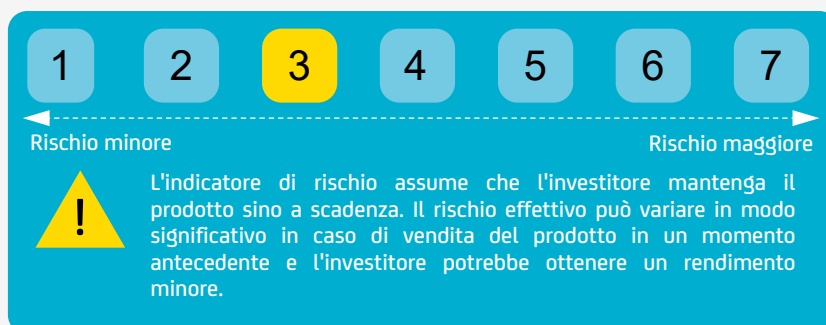 1 2 3 4 5 6 7
Rischio minore Rischio maggiore
! L'indicatore di rischio assume che l'investitore mantenga il
prodotto sino a scadenza. Il rischio effettivo può variare in modo
significativo in caso di vendita del prodotto in un momento
antecedente e l'investitore potrebbe ottenere un rendimento
minore.